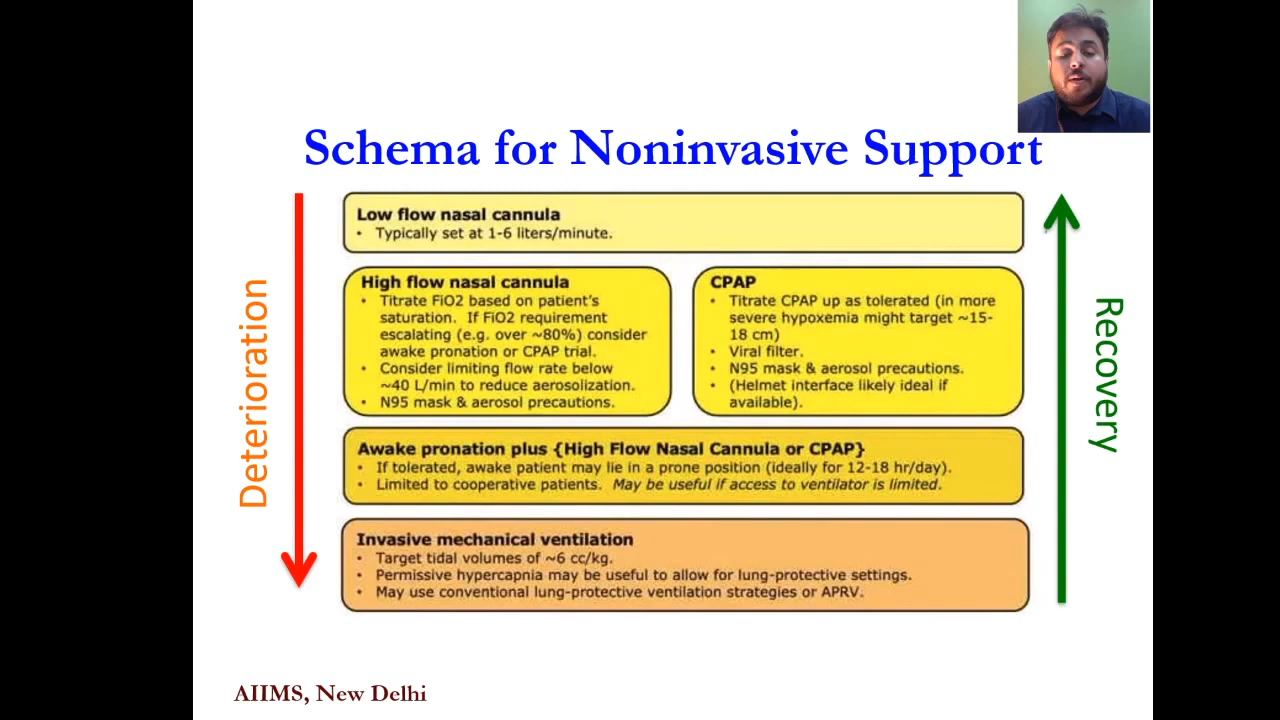 Schema for Noninvasive Support
Deterioration
Recovery
Low flow nasal cannula
• Typically set at 1-6 liters/minute.
High flow nasal cannula
• Titrate FiO2 based on patient's
saturation. If FiO2 requirement
escalating (e.g. over ~80%) consider
awake pronation or CPAP trial.
• Consider limiting flow rate below
~40 L/min to reduce aerosolization.
• N95 mask & aerosol precautions.
CPAP
• Titrate CPAP up as tolerated (in more
severe hypoxemia might target ~15-
18 cm)
• Viral filter.
• N95 mask & aerosol precautions.
• (Helmet interface likely ideal if
available).
Awake pronation plus {High Flow Nasal Cannula or CPAP}
• If tolerated, awake patient may lie in a prone position (ideally for 12-18 hr/day).
• Limited to cooperative patients. May be useful if access to ventilator is limited.
Invasive mechanical ventilation
• Target tidal volumes of ~6 cc/kg.
• Permissive hypercapnia may be useful to allow for lung-protective settings.
• May use conventional lung-protective ventilation strategies or APRV.
AIIMS, New Delhi